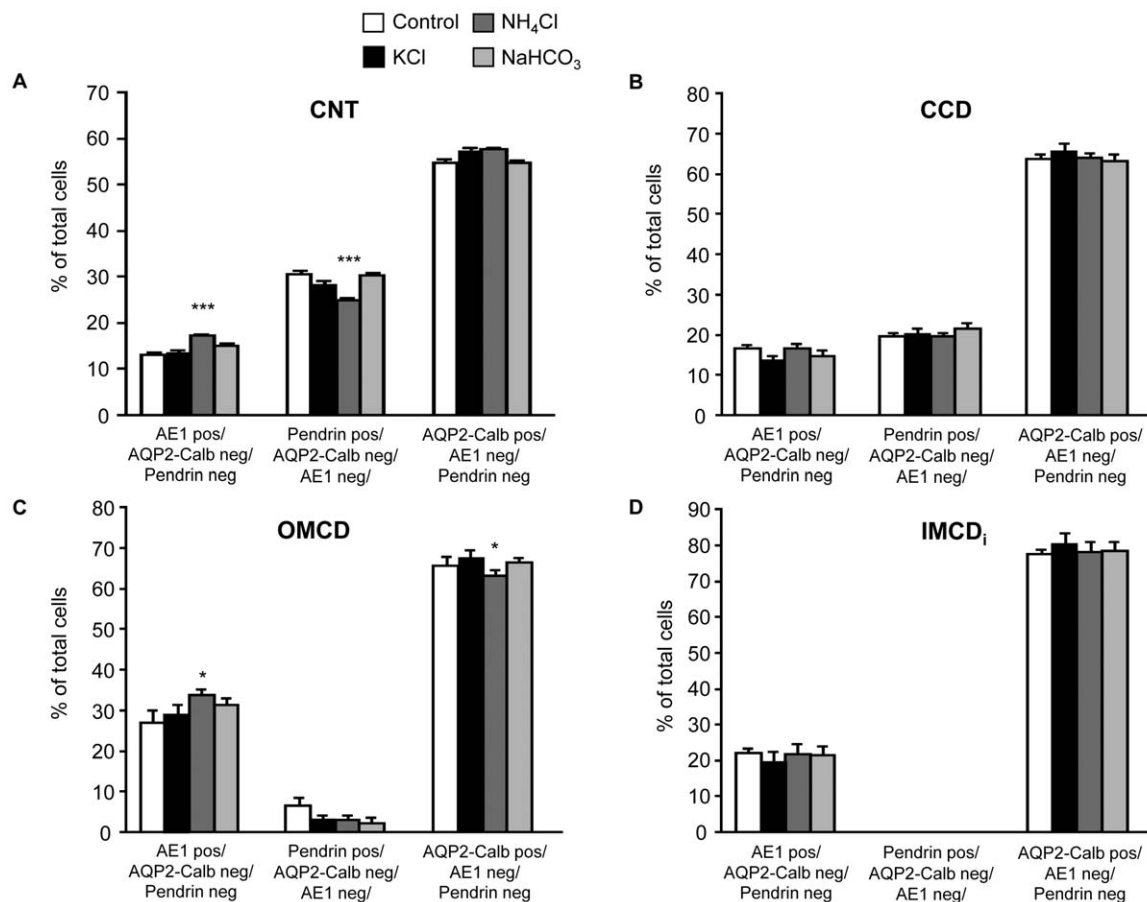 Control
NH₄Cl
KCl
NaHCO₃
A
CNT
% of total cells
70
60
50
40
30
20
10
0
***
***
AE1 pos/
AQP2-Calb neg/
Pendrin neg
Pendrin pos/
AQP2-Calb neg/
AE1 neg/
AQP2-Calb pos/
AE1 neg/
Pendrin neg
B
CCD
% of total cells
80
70
60
50
40
30
20
10
0
AE1 pos/
AQP2-Calb neg/
Pendrin neg
Pendrin pos/
AQP2-Calb neg/
AE1 neg/
AQP2-Calb pos/
AE1 neg/
Pendrin neg
C
OMCD
% of total cells
80
70
60
50
40
30
20
10
0
*
*
AE1 pos/
AQP2-Calb neg/
Pendrin neg
Pendrin pos/
AQP2-Calb neg/
AE1 neg/
AQP2-Calb pos/
AE1 neg/
Pendrin neg
D
IMCDᵢ
% of total cells
90
80
70
60
50
40
30
20
10
0
AE1 pos/
AQP2-Calb neg/
Pendrin neg
Pendrin pos/
AQP2-Calb neg/
AE1 neg/
AQP2-Calb pos/
AE1 neg/
Pendrin neg